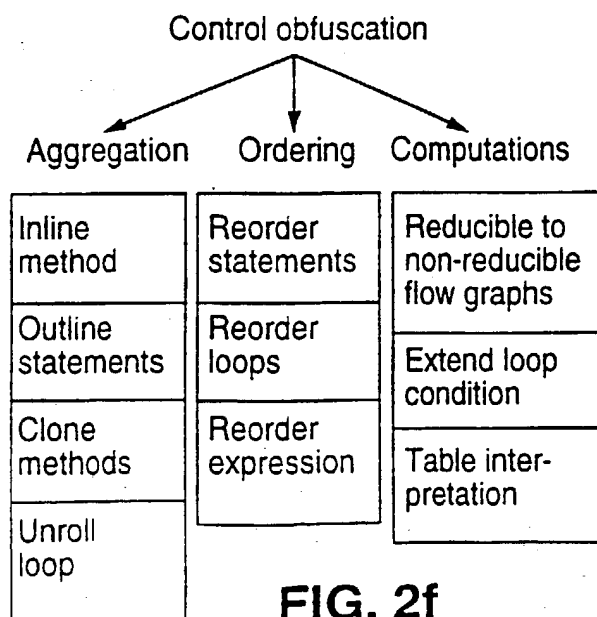 Control obfuscation
Aggregation
Ordering
Computations
Inline
method
Outline
statements
Clone
methods
Unroll
loop
Reorder
statements
Reorder
loops
Reorder
expression
Reducible to
non-reducible
flow graphs
Extend loop
condition
Table inter-
pretation
FIG. 2f